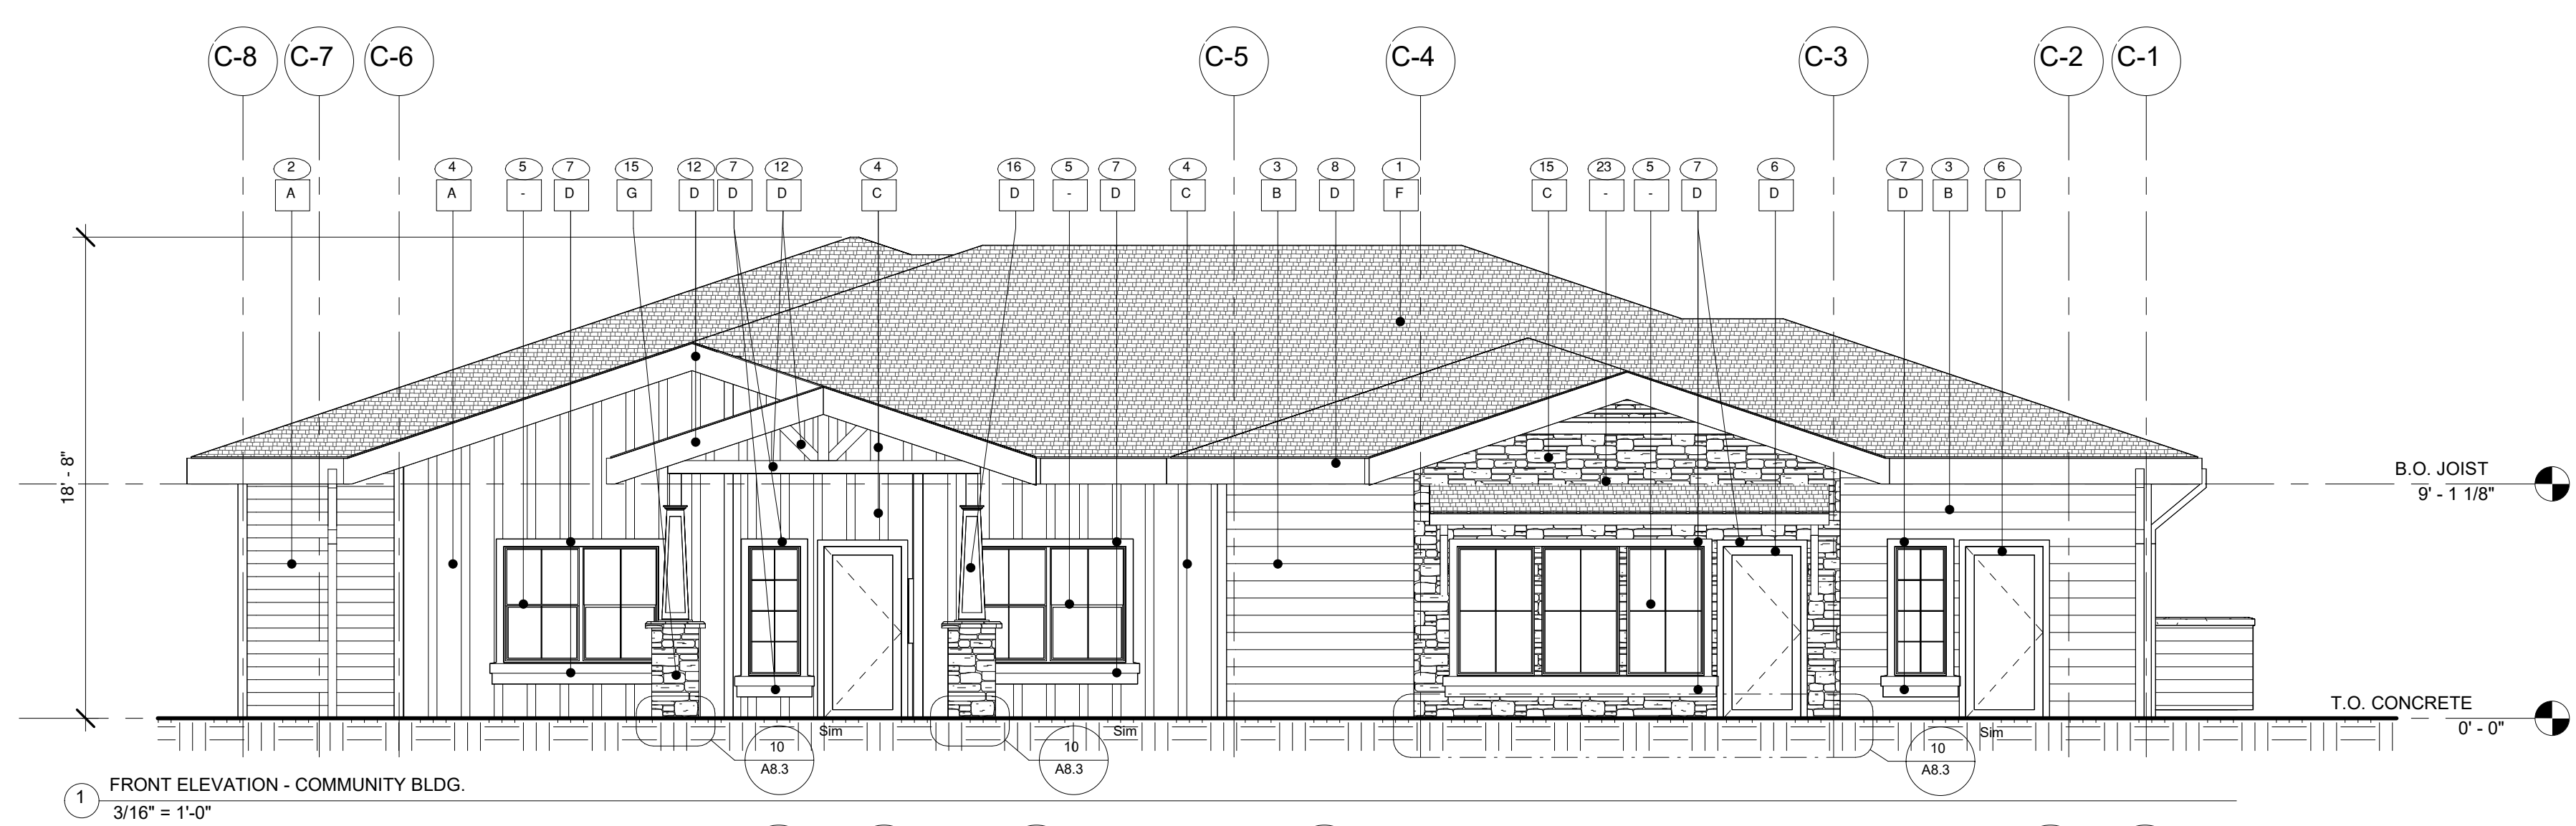 C-8 C-7 C-6 C-5 C-4 C-3 C-2 C-1
2 4 5 7 15 12 7 12 4 16 5 7 4 3 8 1 15 23 5 7 6 7 3 6
A A - D G D D D C D - D C B D F C - - D D D B D
18' - 8"
B.O. JOIST
9' - 1 1/8"
T.O. CONCRETE
0' - 0"
Sim Sim Sim
10 10 10
A8.3 A8.3 A8.3
1 FRONT ELEVATION - COMMUNITY BLDG.
3/16" = 1'-0"